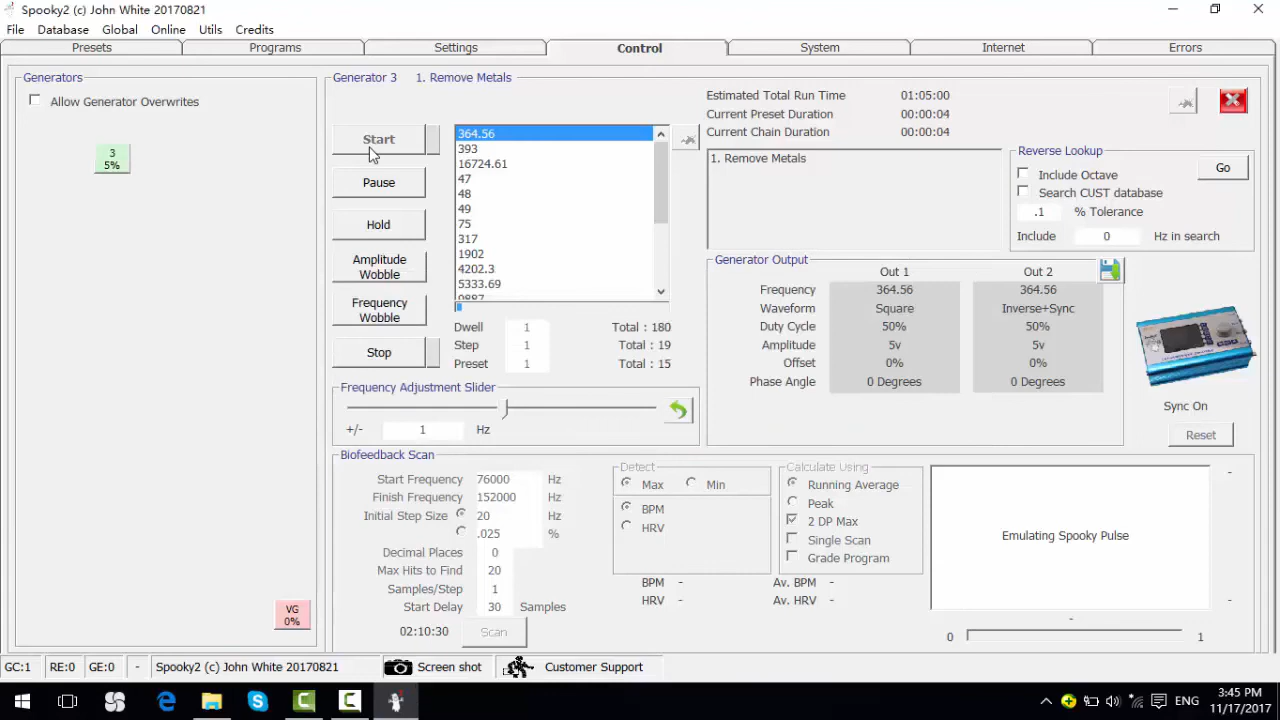 Spooky2 (c) John White 20170821
File Database Global Online Utils Credits
Presets Programs Settings Control System Internet Errors
Generators
Allow Generator Overwrites
3
5%
VG
0%
Generator 3 1. Remove Metals
Start
Pause
Hold
Amplitude
Wobble
Frequency
Wobble
Stop
364.56
393
16724.61
47
48
49
75
317
1902
4202.3
5333.69
9887
Dwell 1 Total : 180
Step 1 Total : 19
Preset 1 Total : 15
Frequency Adjustment Slider
+/- 1 Hz
Estimated Total Run Time 01:05:00
Current Preset Duration 00:00:04
Current Chain Duration 00:00:04
1. Remove Metals
Reverse Lookup
Include Octave
Go
Search CUST database
.1 % Tolerance
Include 0 Hz in search
Generator Output
Out 1 Out 2
Frequency 364.56 364.56
Waveform Square Inverse+Sync
Duty Cycle 50% 50%
Amplitude 5v 5v
Offset 0% 0%
Phase Angle 0 Degrees 0 Degrees
Sync On
Reset
Biofeedback Scan
Start Frequency 76000 Hz
Finish Frequency 152000 Hz
Initial Step Size 20 Hz
.025 %
Decimal Places 0
Max Hits to Find 20
Samples/Step 1
Start Delay 30 Samples
02:10:30 Scan
Detect
Max Min
BPM
HRV
Calculate Using
Running Average
Peak
2 DP Max
Single Scan
Grade Program
BPM - Av. BPM -
HRV - Av. HRV -
Emulating Spooky Pulse
-
-
-
0 1
GC:1 RE:0 GE:0 - Spooky2 (c) John White 20170821 Screen shot Customer Support
ENG
3:45 PM
11/17/2017